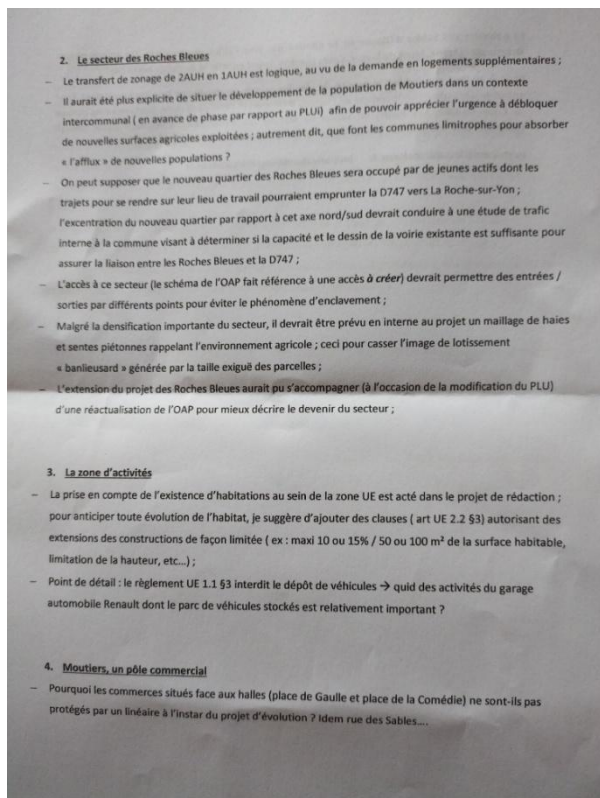 2. Le secteur des Roches Bleues
– Le transfert de zonage de 2AUH en 1AUH est logique, au vu de la demande en logements supplémentaires ;
– Il aurait été plus explicite de situer le développement de la population de Moutiers dans un contexte
intercommunal ( en avance de phase par rapport au PLUi) afin de pouvoir apprécier l'urgence à débloquer
de nouvelles surfaces agricoles exploitées ; autrement dit, que font les communes limitrophes pour absorber
« l'afflux » de nouvelles populations ?
– On peut supposer que le nouveau quartier des Roches Bleues sera occupé par de jeunes actifs dont les
trajets pour se rendre sur leur lieu de travail pourraient emprunter la D747 vers La Roche-sur-Yon ;
l'excentration du nouveau quartier par rapport à cet axe nord/sud devrait conduire à une étude de trafic
interne à la commune visant à déterminer si la capacité et le dessin de la voirie existante est suffisante pour
assurer la liaison entre les Roches Bleues et la D747 ;
– L'accès à ce secteur (le schéma de l'OAP fait référence à une accès à créer) devrait permettre des entrées /
sorties par différents points pour éviter le phénomène d'enclavement ;
– Malgré la densification importante du secteur, il devrait être prévu en interne au projet un maillage de haies
et sentes piétonnes rappelant l'environnement agricole ; ceci pour casser l'image de lotissement
« banlieusard » générée par la taille exiguë des parcelles ;
– L'extension du projet des Roches Bleues aurait pu s'accompagner (à l'occasion de la modification du PLU)
d'une réactualisation de l'OAP pour mieux décrire le devenir du secteur ;
3. La zone d'activités
– La prise en compte de l'existence d'habitations au sein de la zone UE est acté dans le projet de rédaction ;
pour anticiper toute évolution de l'habitat, je suggère d'ajouter des clauses ( art UE 2.2 §3) autorisant des
extensions des constructions de façon limitée ( ex : maxi 10 ou 15% / 50 ou 100 m² de la surface habitable,
limitation de la hauteur, etc...) ;
– Point de détail : le règlement UE 1.1 §3 interdit le dépôt de véhicules → quid des activités du garage
automobile Renault dont le parc de véhicules stockés est relativement important ?
4. Moutiers, un pôle commercial
– Pourquoi les commerces situés face aux halles (place de Gaulle et place de la Comédie) ne sont-ils pas
protégés par un linéaire à l'instar du projet d'évolution ? Idem rue des Sables....